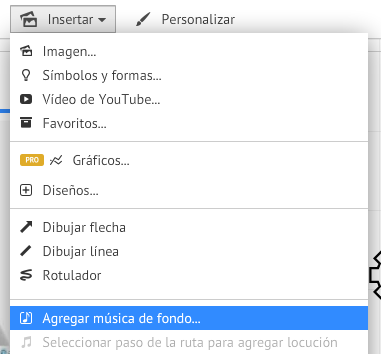 Insertar
Personalizar
Imagen...
Símbolos y formas...
Vídeo de YouTube...
Favoritos...
PRO Gráficos...
Diseños...
Dibujar flecha
Dibujar línea
Rotulador
Agregar música de fondo...
Seleccionar paso de la ruta para agregar locución